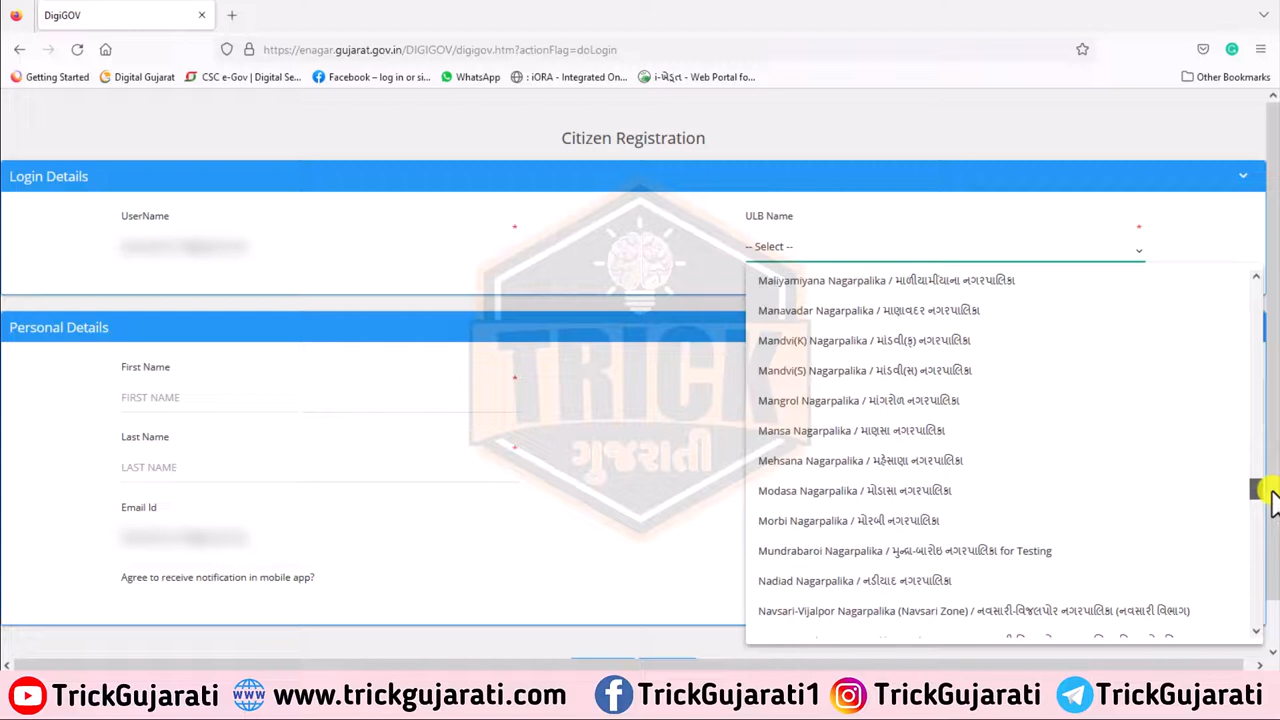 DigiGOV
https://enagar.gujarat.gov.in/DIGIGOV/digigov.htm?actionFlag=doLogin
Getting Started Digital Gujarat CSC e-Gov | Digital Se... Facebook – log in or si... WhatsApp : iORA - Integrated On... i-ખેડૂત - Web Portal fo... Other Bookmarks
Citizen Registration
Login Details
UserName * ULB Name *
-- Select --
Maliyamiyana Nagarpalika / માળીયામીંયાના નગરપાલિકા
Manavadar Nagarpalika / માણાવદર નગરપાલિકા
Mandvi(K) Nagarpalika / માંડવી(ક) નગરપાલિકા
Mandvi(S) Nagarpalika / માંડવી(સ) નગરપાલિકા
Mangrol Nagarpalika / માંગરોળ નગરપાલિકા
Mansa Nagarpalika / માણસા નગરપાલિકા
Mehsana Nagarpalika / મહેસાણા નગરપાલિકા
Modasa Nagarpalika / મોડાસા નગરપાલિકા
Morbi Nagarpalika / મોરબી નગરપાલિકા
Mundrabaroi Nagarpalika / મુન્દ્રા-બારોઇ નગરપાલિકા for Testing
Nadiad Nagarpalika / નડીયાદ નગરપાલિકા
Navsari-Vijalpor Nagarpalika (Navsari Zone) / નવસારી-વિજલપોર નગરપાલિકા (નવસારી વિભાગ)
Personal Details
First Name *
FIRST NAME
Last Name *
LAST NAME
Email Id
Agree to receive notification in mobile app?
TRICK
ગુજરાતી
TrickGujarati www.trickgujarati.com TrickGujarati1 TrickGujarati TrickGujarati